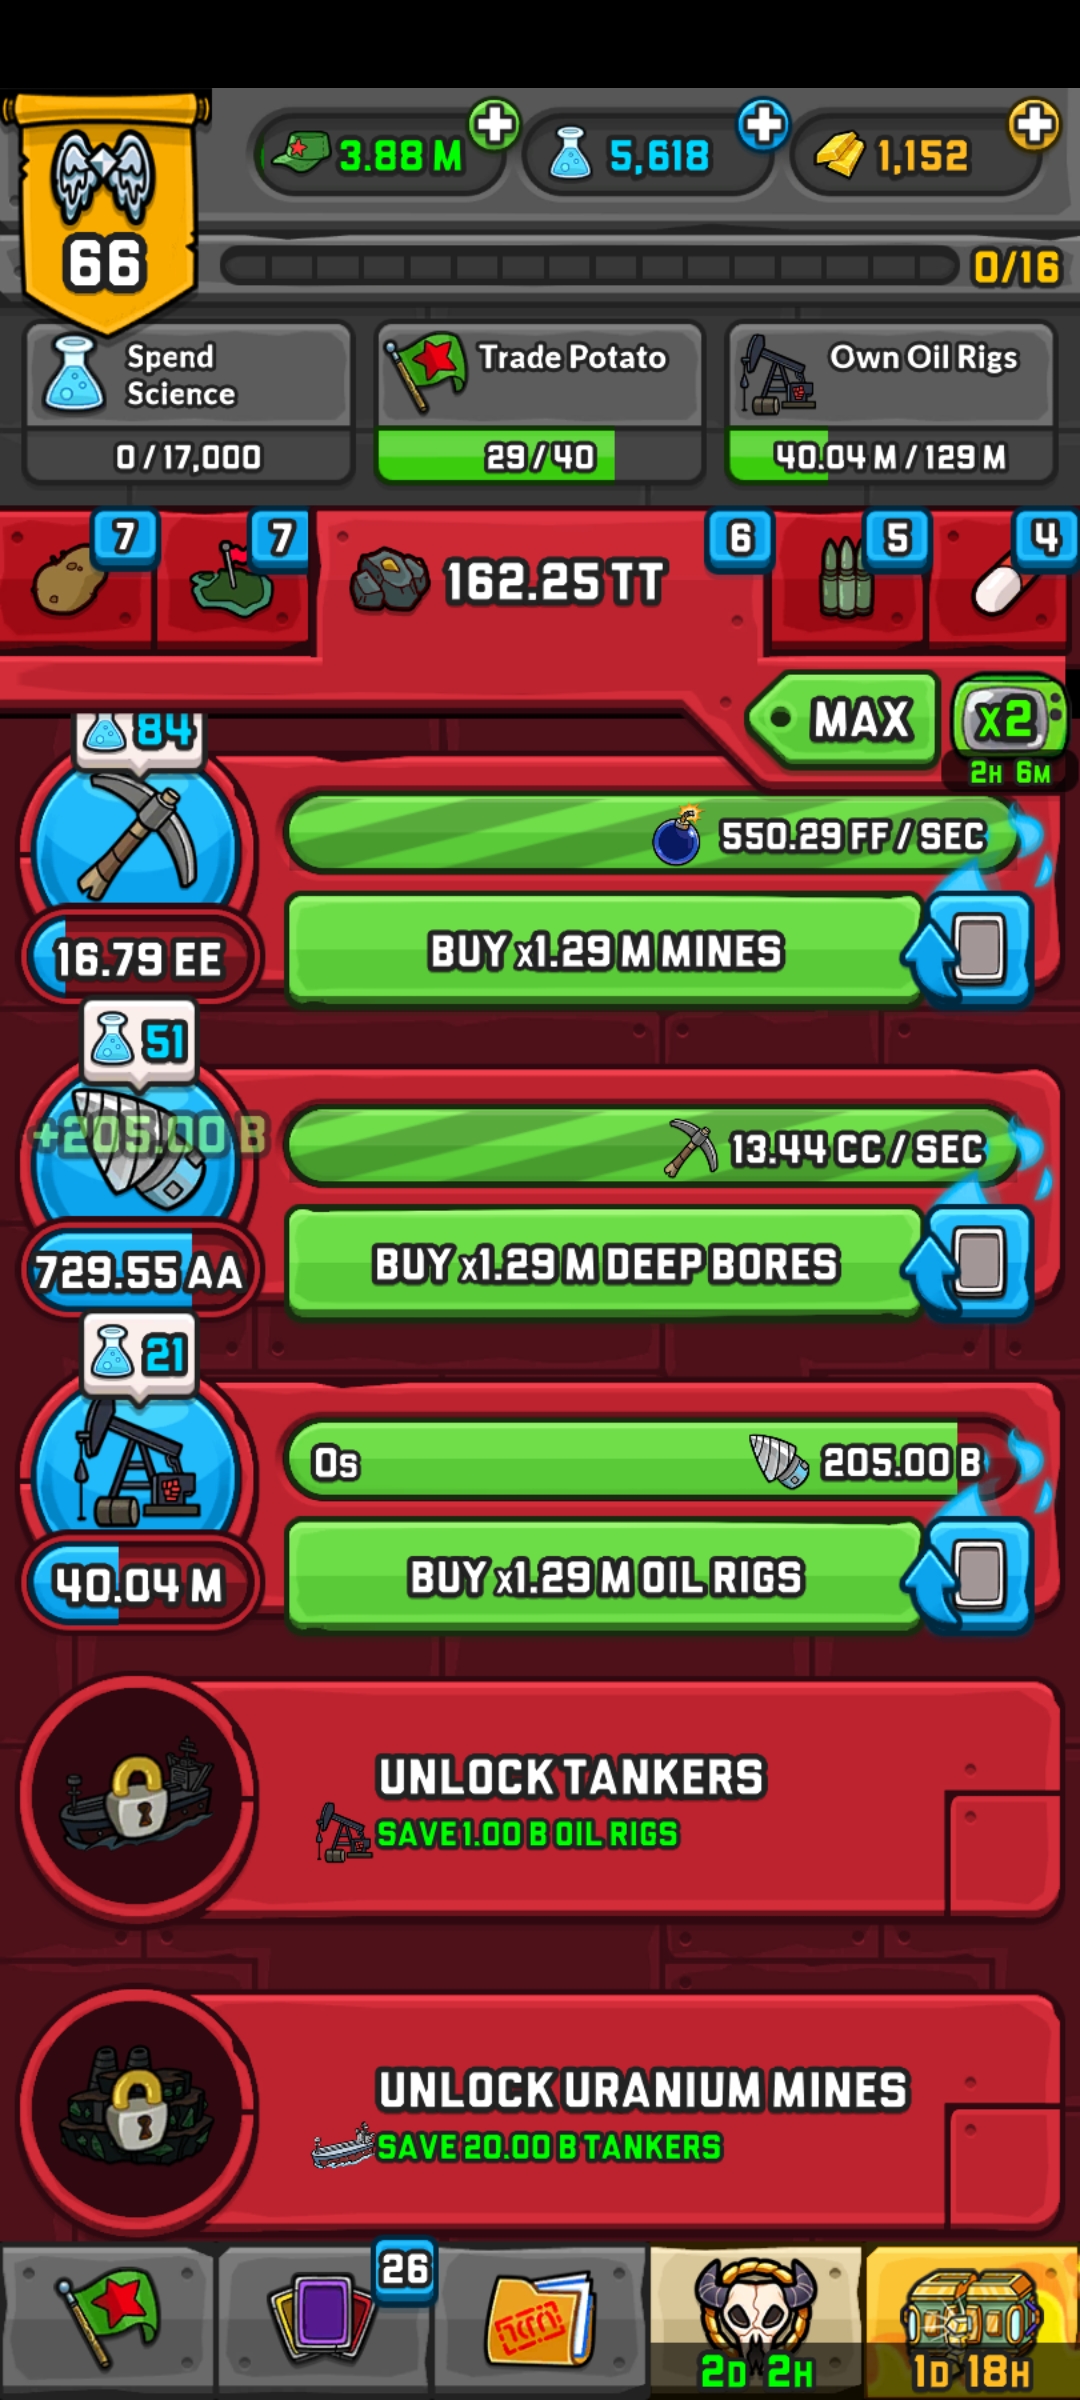 66
3.88 M
5,618
1,152
0/16
Spend
Science
0 / 17,000
Trade Potato
29 / 40
Own Oil Rigs
40.04 M / 129 M
7
7
162.25 TT
6
5
4
MAX
x2
2H 6M
84
550.29 FF / SEC
16.79 EE
BUY x1.29 M MINES
51
+205.00 B
13.44 CC / SEC
729.55 AA
BUY x1.29 M DEEP BORES
21
0s
205.00 B
40.04 M
BUY x1.29 M OIL RIGS
UNLOCK TANKERS
SAVE 1.00 B OIL RIGS
UNLOCK URANIUM MINES
SAVE 20.00 B TANKERS
26
2D 2H
1D 18H